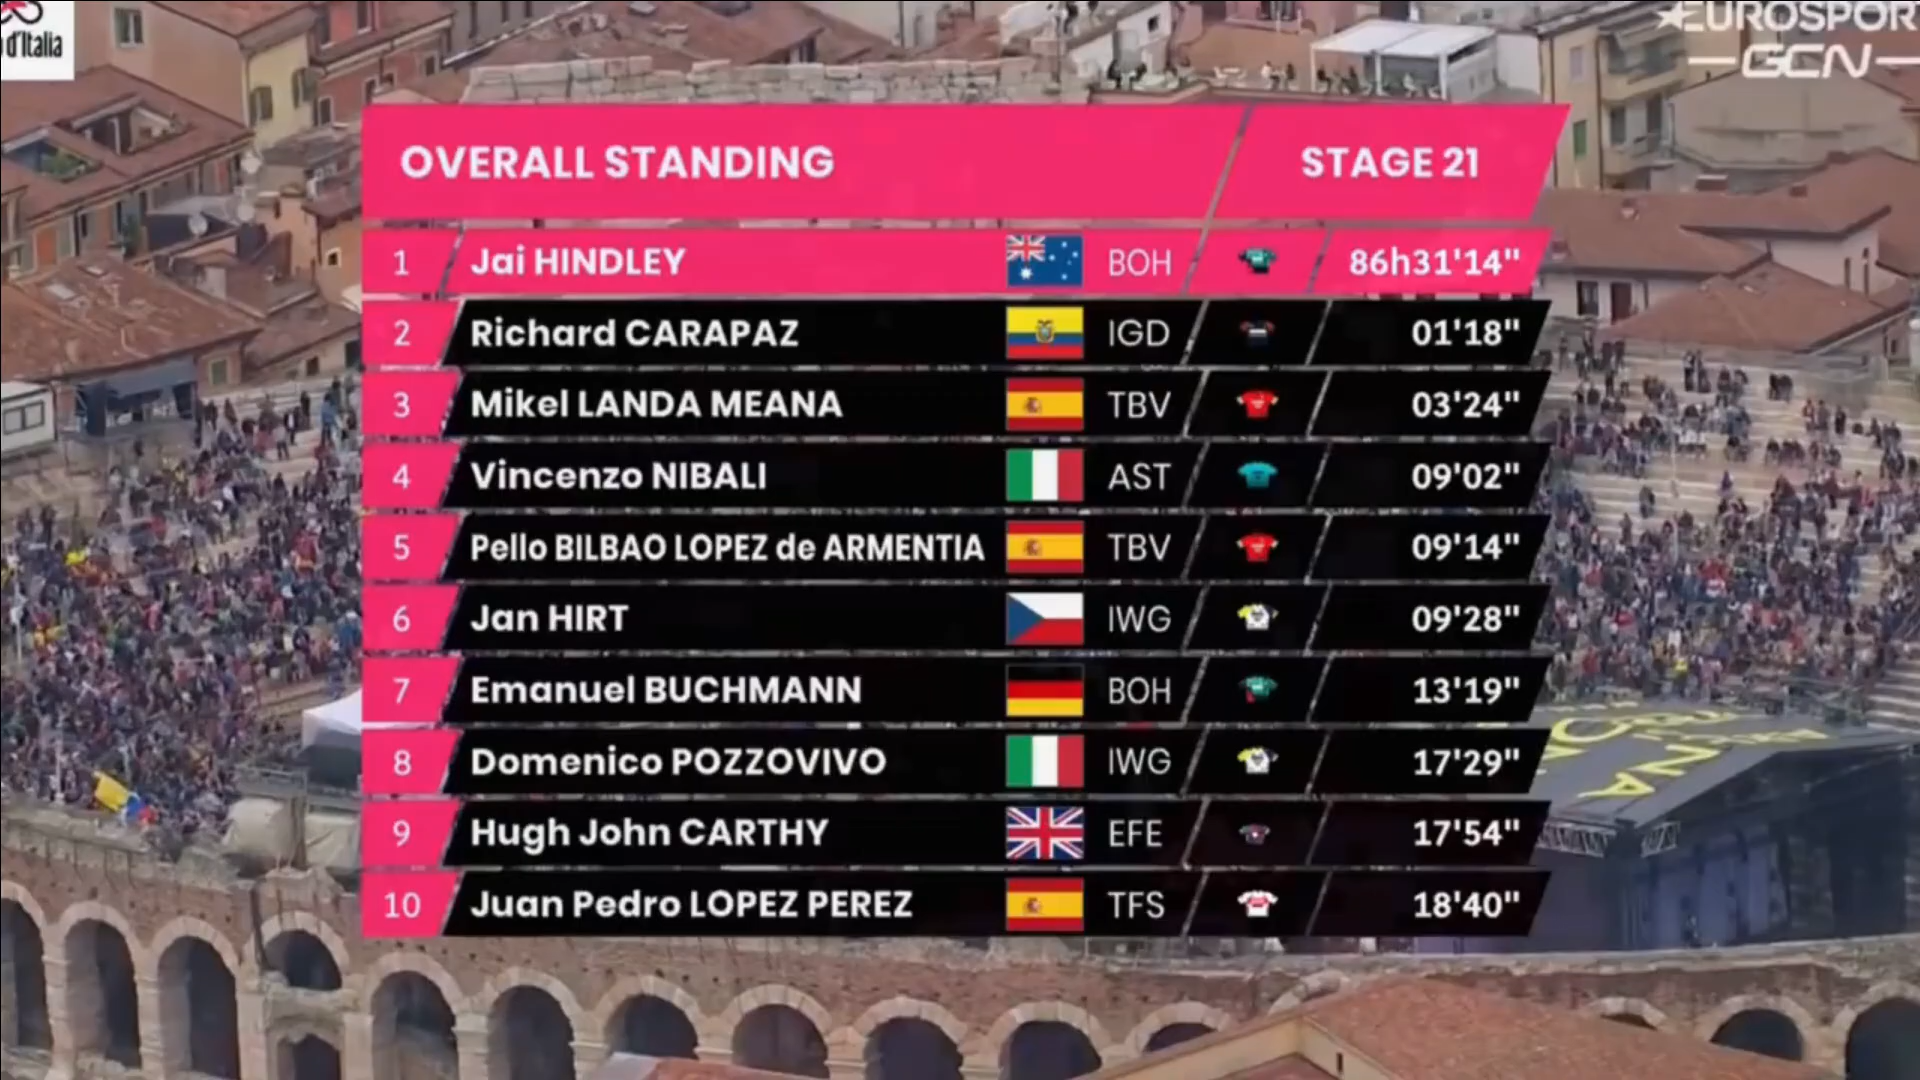 d'Italia
EUROSPOR
GCN
OVERALL STANDING STAGE 21
1 Jai HINDLEY BOH 86h31'14"
2 Richard CARAPAZ IGD 01'18"
3 Mikel LANDA MEANA TBV 03'24"
4 Vincenzo NIBALI AST 09'02"
5 Pello BILBAO LOPEZ de ARMENTIA TBV 09'14"
6 Jan HIRT IWG 09'28"
7 Emanuel BUCHMANN BOH 13'19"
8 Domenico POZZOVIVO IWG 17'29"
9 Hugh John CARTHY EFE 17'54"
10 Juan Pedro LOPEZ PEREZ TFS 18'40"